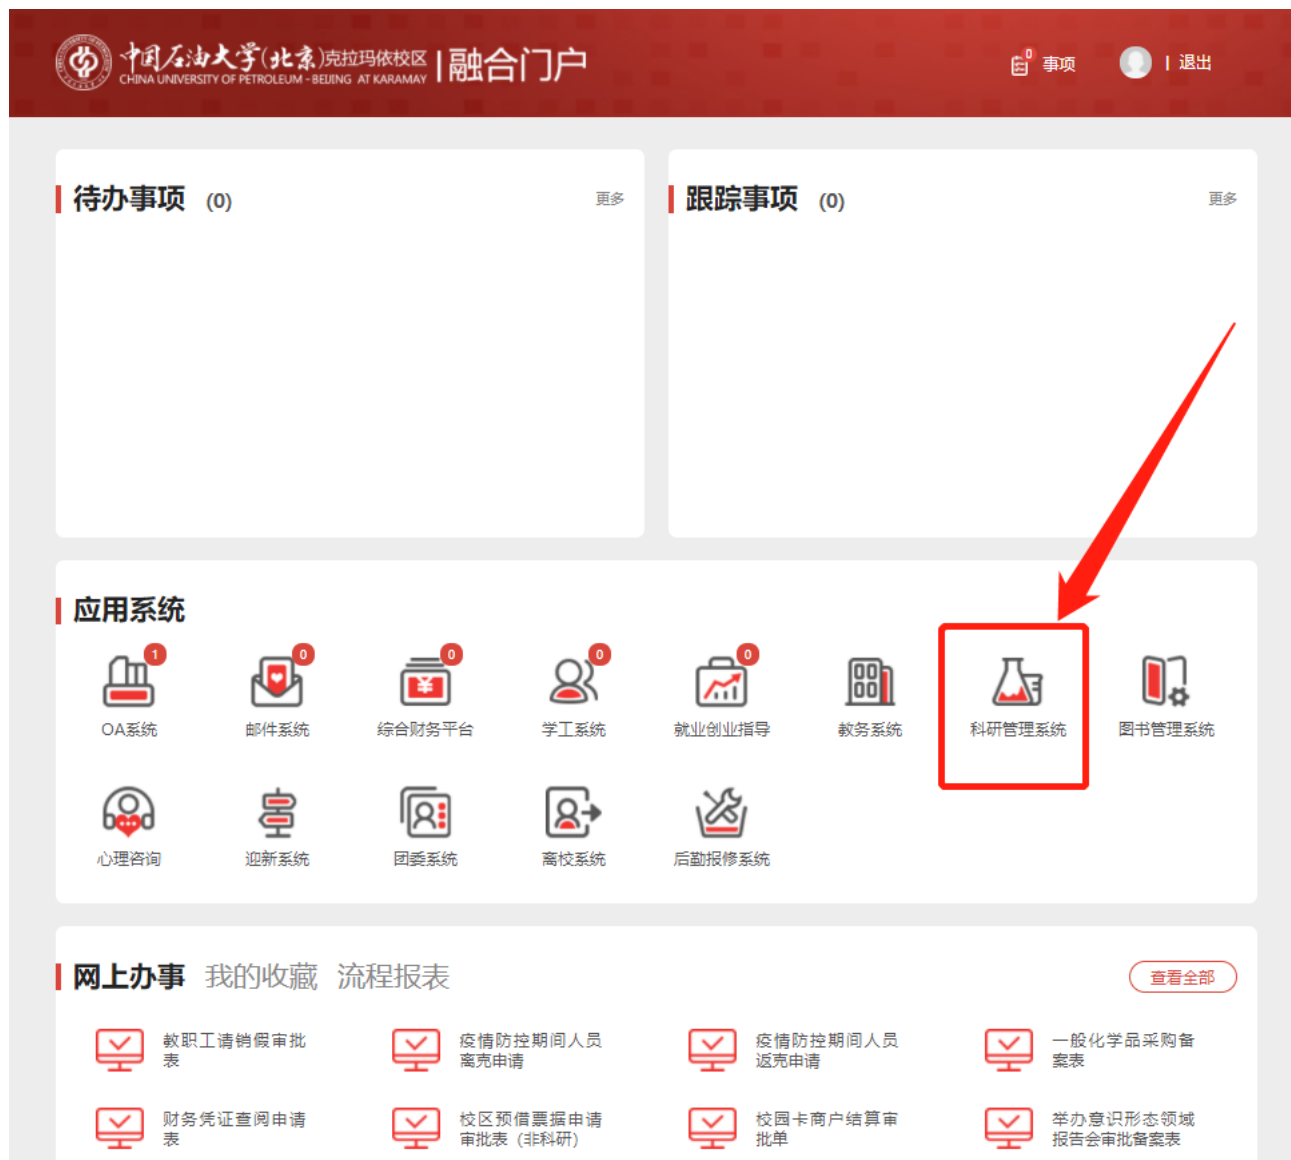 中国石油大学(北京)克拉玛依校区 | 融合门户
CHINA UNIVERSITY OF PETROLEUM - BEIJING AT KARAMAY
0
事项
| 退出
待办事项 (0) 更多
跟踪事项 (0) 更多
应用系统
1 0 0 0 0
OA系统 邮件系统 综合财务平台 学工系统 就业创业指导 教务系统 科研管理系统 图书管理系统
心理咨询 迎新系统 团委系统 离校系统 后勤报修系统
网上办事 我的收藏 流程报表 查看全部
教职工请销假审批
表
疫情防控期间人员
离克申请
疫情防控期间人员
返克申请
一般化学品采购备
案表
财务凭证查阅申请
表
校区预借票据申请
审批表 (非科研)
校园卡商户结算审
批单
举办意识形态领域
报告会审批备案表